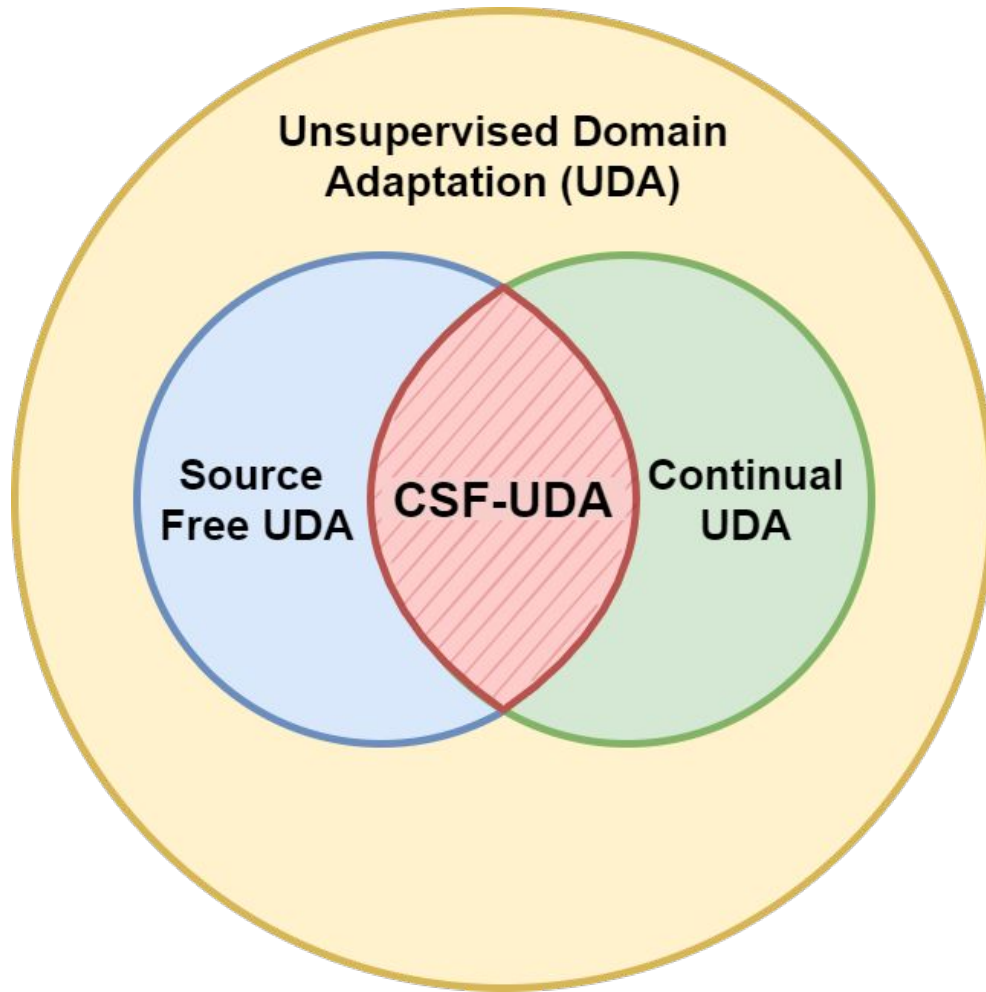 Unsupervised Domain
Adaptation (UDA)
Source
Free UDA
CSF-UDA
Continual
UDA